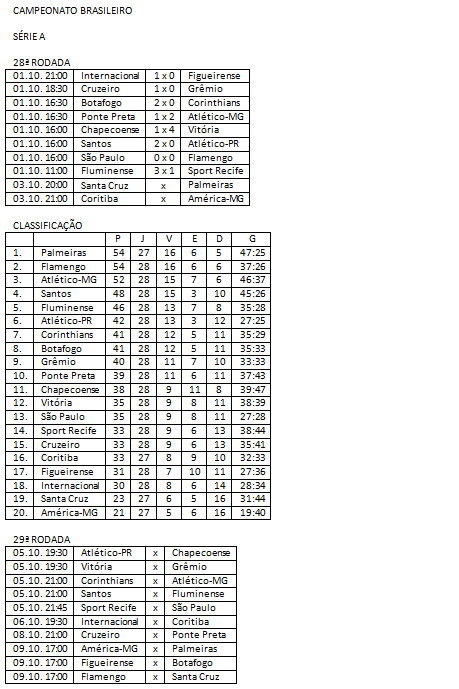 CAMPEONATO BRASILEIRO
SÉRIE A
28ª RODADA
01.10. 21:00 Internacional 1 x 0 Figueirense
01.10. 18:30 Cruzeiro 1 x 0 Grêmio
01.10. 16:30 Botafogo 2 x 0 Corinthians
01.10. 16:30 Ponte Preta 1 x 2 Atlético-MG
01.10. 16:00 Chapecoense 1 x 4 Vitória
01.10. 16:00 Santos 2 x 0 Atlético-PR
01.10. 16:00 São Paulo 0 x 0 Flamengo
01.10. 11:00 Fluminense 3 x 1 Sport Recife
03.10. 20:00 Santa Cruz x Palmeiras
03.10. 21:00 Coritiba x América-MG
CLASSIFICAÇÃO
P J V E D G
1. Palmeiras 54 27 16 6 5 47:25
2. Flamengo 54 28 16 6 6 37:26
3. Atlético-MG 52 28 15 7 6 46:37
4. Santos 48 28 15 3 10 45:26
5. Fluminense 46 28 13 7 8 35:28
6. Atlético-PR 42 28 13 3 12 27:25
7. Corinthians 41 28 12 5 11 35:29
8. Botafogo 41 28 12 5 11 35:33
9. Grêmio 40 28 11 7 10 33:33
10. Ponte Preta 39 28 11 6 11 37:43
11. Chapecoense 38 28 9 11 8 39:47
12. Vitória 35 28 9 8 11 38:39
13. São Paulo 35 28 9 8 11 27:28
14. Sport Recife 33 28 9 6 13 38:44
15. Cruzeiro 33 28 9 6 13 35:41
16. Coritiba 33 27 8 9 10 32:33
17. Figueirense 31 28 7 10 11 27:36
18. Internacional 30 28 8 6 14 28:34
19. Santa Cruz 23 27 6 5 16 31:44
20. América-MG 21 27 5 6 16 19:40
29ª RODADA
05.10. 19:30 Atlético-PR x Chapecoense
05.10. 19:30 Vitória x Grêmio
05.10. 21:00 Corinthians x Atlético-MG
05.10. 21:00 Santos x Fluminense
05.10. 21:45 Sport Recife x São Paulo
06.10. 19:30 Internacional x Coritiba
08.10. 21:00 Cruzeiro x Ponte Preta
09.10. 17:00 América-MG x Palmeiras
09.10. 17:00 Figueirense x Botafogo
09.10. 17:00 Flamengo x Santa Cruz